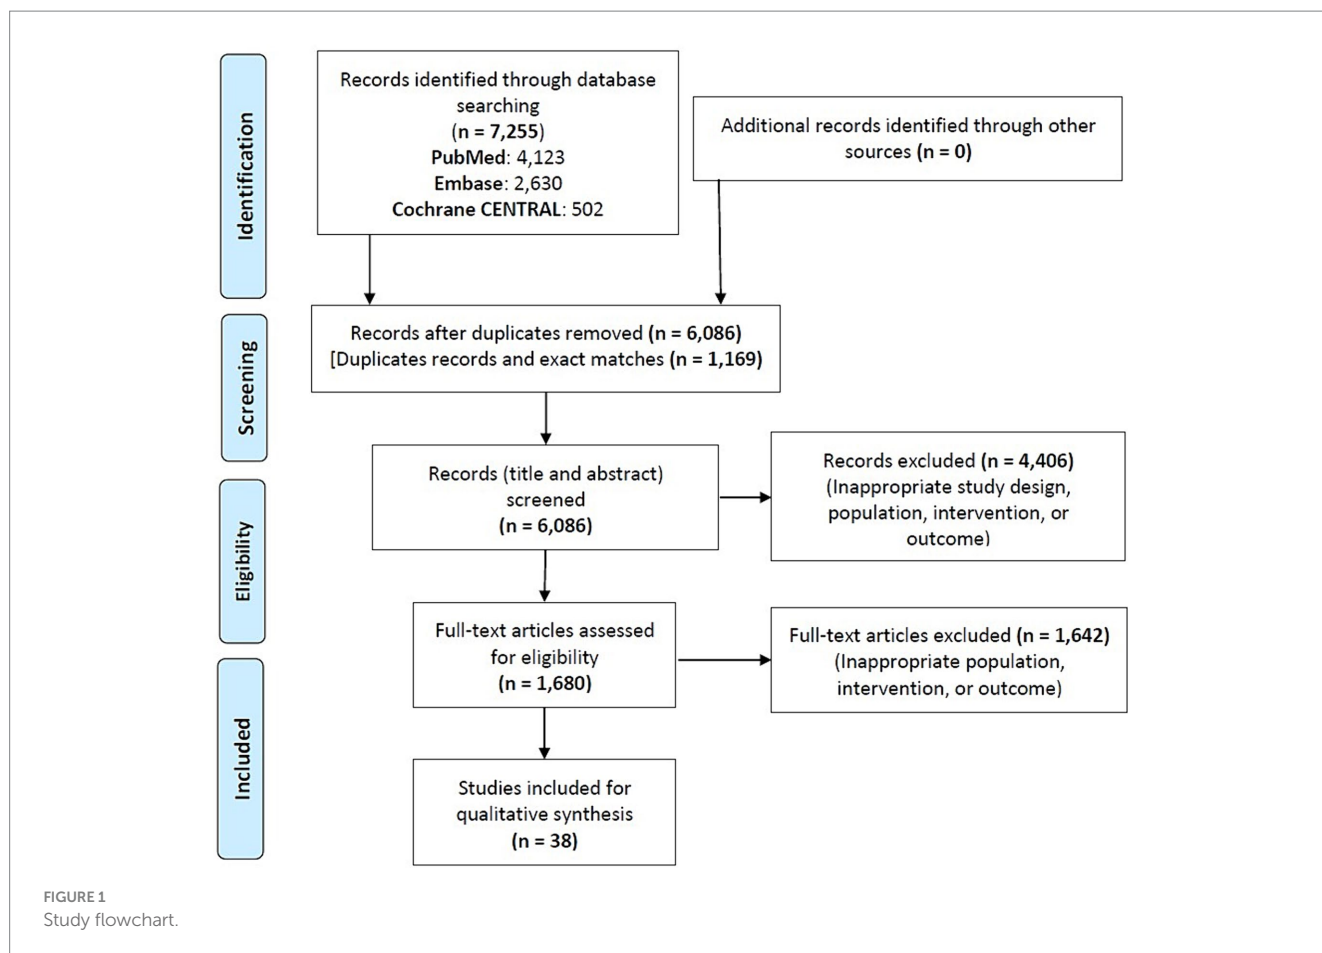 Identification
Records identified through database
searching
(n = 7,255)
PubMed: 4,123
Embase: 2,630
Cochrane CENTRAL: 502
Additional records identified through other
sources (n = 0)
Screening
Records after duplicates removed (n = 6,086)
[Duplicates records and exact matches (n = 1,169)
Records (title and abstract)
screened
(n = 6,086)
Records excluded (n = 4,406)
(Inappropriate study design,
population, intervention, or
outcome)
Eligibility
Full-text articles assessed
for eligibility
(n = 1,680)
Full-text articles excluded (n = 1,642)
(Inappropriate population,
intervention, or outcome)
Included
Studies included for
qualitative synthesis
(n = 38)
FIGURE 1
Study flowchart.